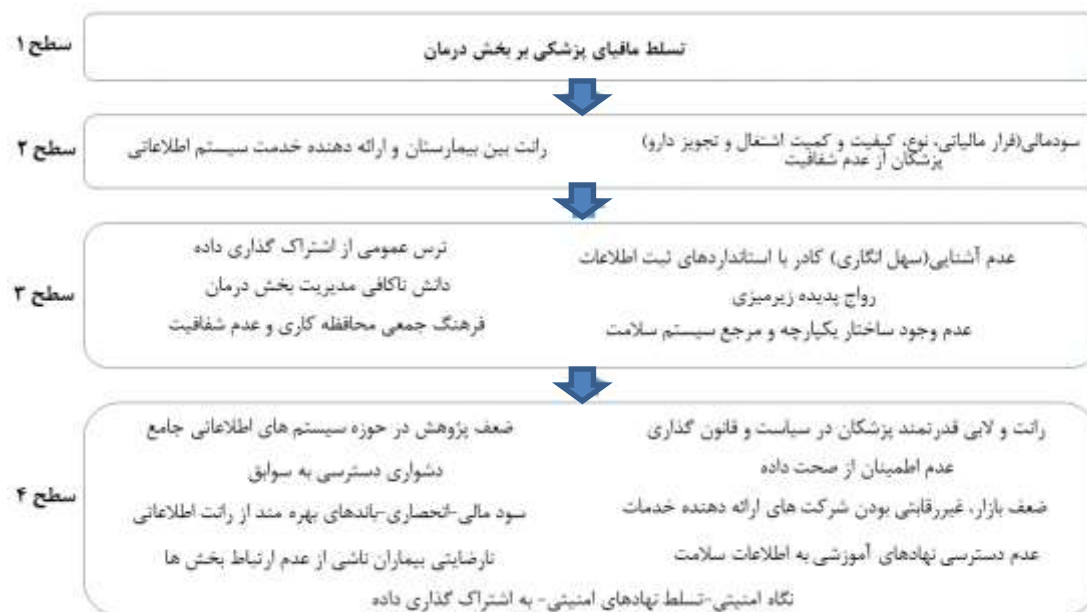 سطح ۱
تسلط مافیای پزشکی بر بخش درمان
سطح ۲
سودمالی(فرار مالیاتی، نوع، کیفیت و کمیت اشتغال و تجویز دارو)
پزشکان از عدم شفافیت
رانت بین بیمارستان و ارائه دهنده خدمت سیستم اطلاعاتی
سطح ۳
عدم آشنایی(سهل انگاری) کادر با استانداردهای ثبت اطلاعات
رواج پدیده زیرمیزی
عدم وجود ساختار یکپارچه و مرجع سیستم سلامت
ترس عمومی از اشتراک گذاری داده
دانش ناکافی مدیریت بخش درمان
فرهنگ جمعی محافظه کاری و عدم شفافیت
سطح ۴
رانت و لابی قدرتمند پزشکان در سیاست و قانون گذاری
عدم اطمینان از صحت داده
ضعف بازار، غیررقابتی بودن شرکت های ارائه دهنده خدمات
عدم دسترسی نهادهای آموزشی به اطلاعات سلامت
ضعف پژوهش در حوزه سیستم های اطلاعاتی جامع
دشواری دسترسی به سوابق
سود مالی-انحصاری-باندهای بهره مند از رانت اطلاعاتی
نارضایتی بیماران ناشی از عدم ارتباط بخش ها
نگاه امنیتی-تسلط نهادهای امنیتی- به اشتراک گذاری داده